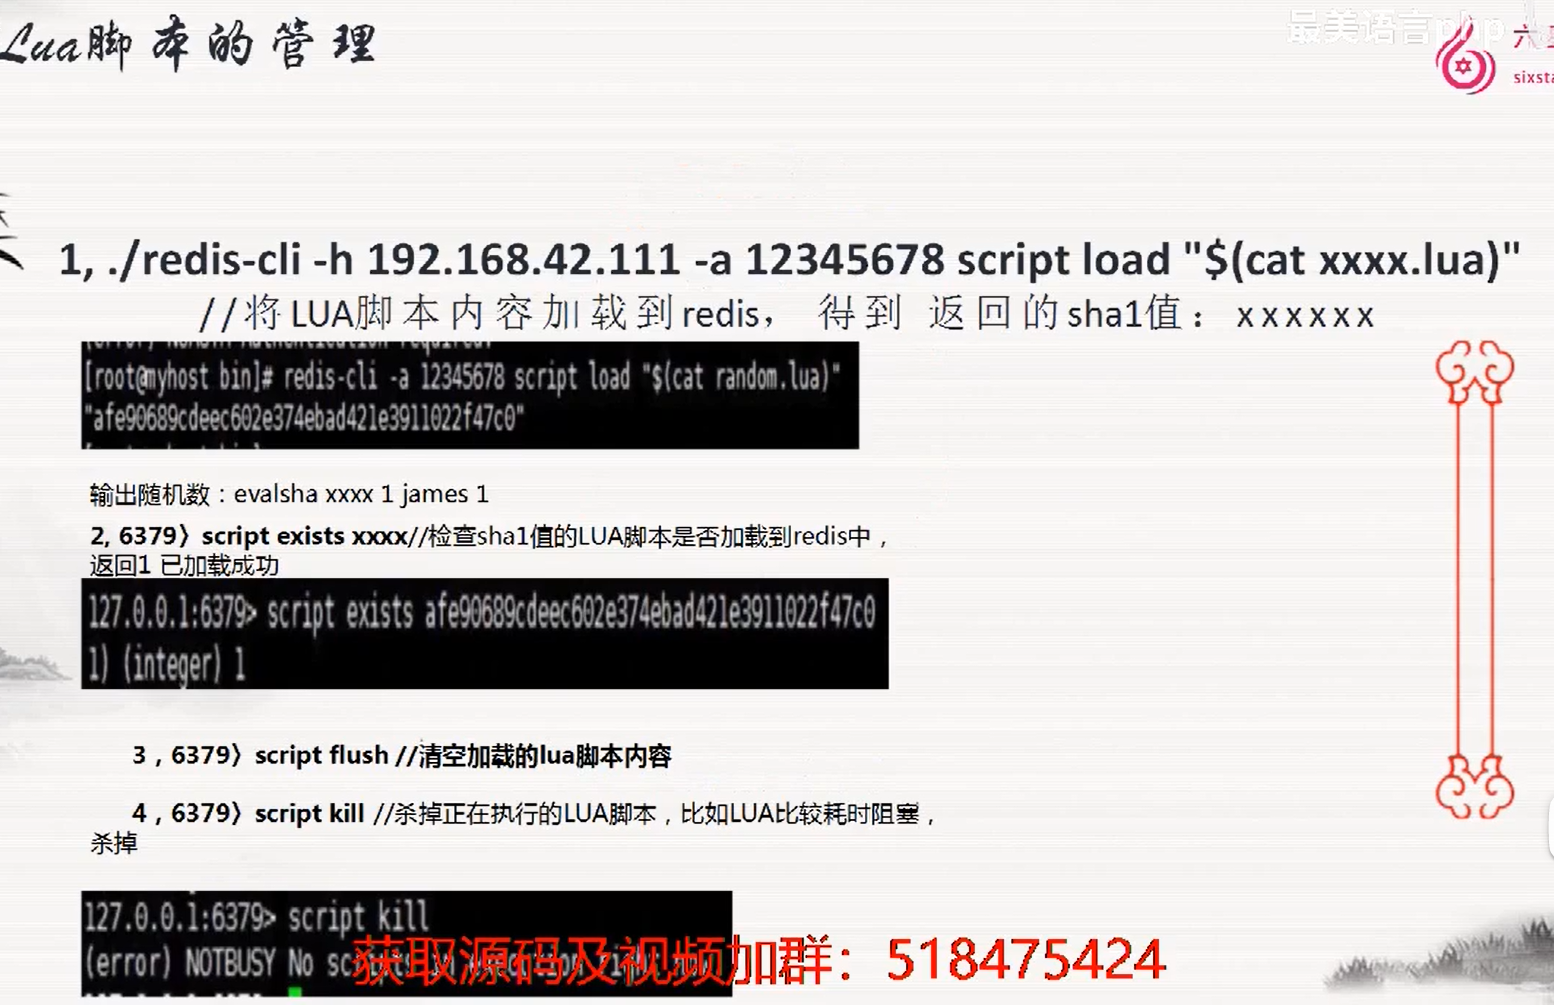 Lua脚本的管理
最美语言php
六
sixsta
1, ./redis-cli -h 192.168.42.111 -a 12345678 script load "$(cat xxxx.lua)"
//将LUA脚本内容加载到redis， 得到 返回的sha1值：xxxxxx
[root@myhost bin]# redis-cli -a 12345678 script load "$(cat random.lua)"
"afe90689cdeec602e374ebad421e3911022f47c0"
输出随机数：evalsha xxxx 1 james 1
2, 6379〉script exists xxxx//检查sha1值的LUA脚本是否加载到redis中，
返回1 已加载成功
127.0.0.1:6379> script exists afe90689cdeec602e374ebad421e3911022f47c0
1) (integer) 1
3，6379〉script flush //清空加载的lua脚本内容
4，6379〉script kill //杀掉正在执行的LUA脚本，比如LUA比较耗时阻塞，
杀掉
127.0.0.1:6379> script kill
(error) NOTBUSY No
获取源码及视频加群：518475424